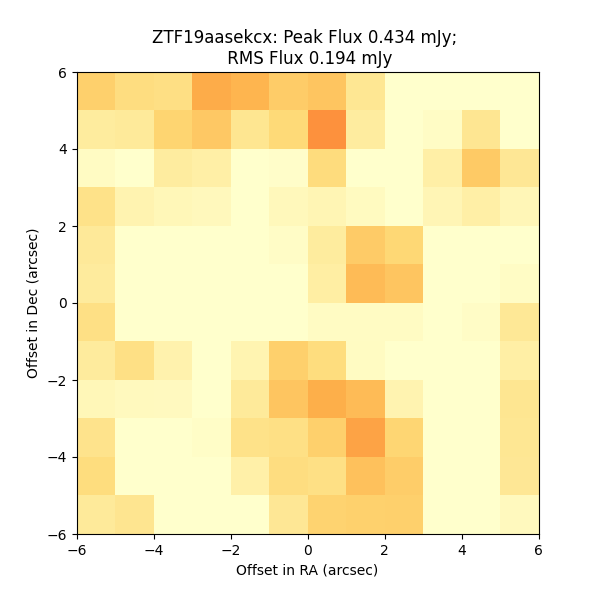 ZTF19aasekcx: Peak Flux 0.434 mJy;
RMS Flux 0.194 mJy
6
4
2
0
−2
−4
−6
Offset in Dec (arcsec)
−6 −4 −2 0 2 4 6
Offset in RA (arcsec)